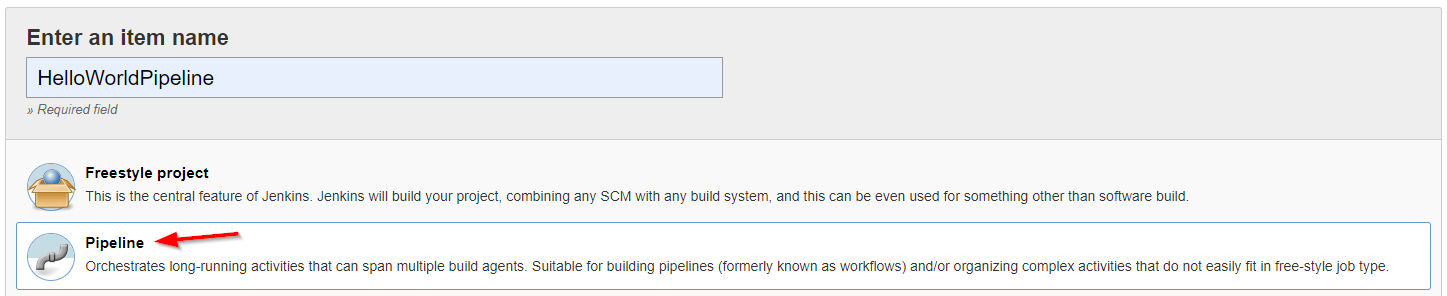 Enter an item name
HelloWorldPipeline
» Required field
Freestyle project
This is the central feature of Jenkins. Jenkins will build your project, combining any SCM with any build system, and this can be even used for something other than software build.
Pipeline
Orchestrates long-running activities that can span multiple build agents. Suitable for building pipelines (formerly known as workflows) and/or organizing complex activities that do not easily fit in free-style job type.